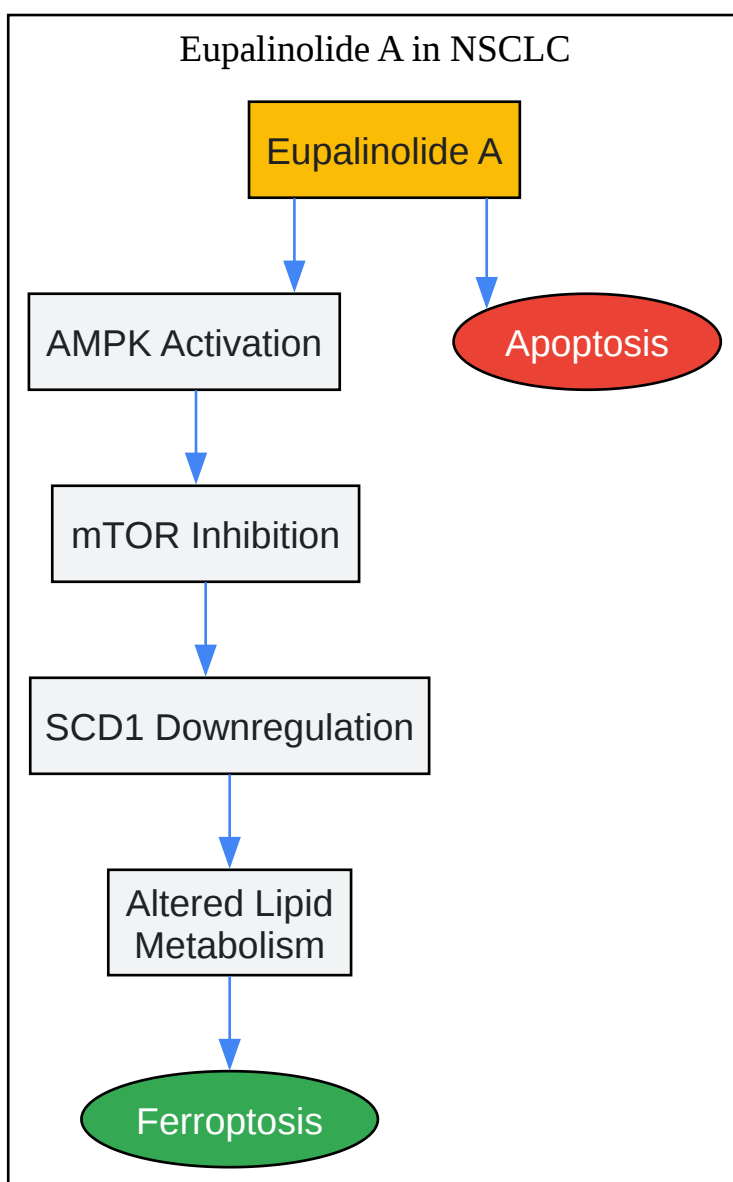 Eupalinolide A in NSCLC
Eupalinolide A
AMPK Activation
Apoptosis
mTOR Inhibition
SCD1 Downregulation
Altered Lipid
Metabolism
Ferroptosis